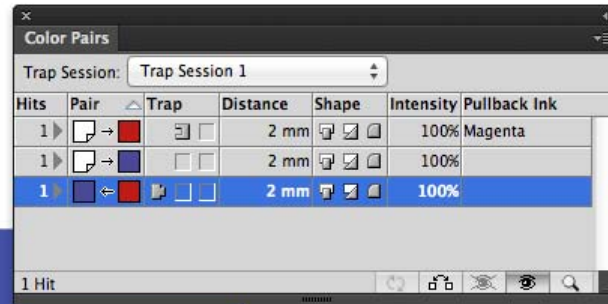 Color Pairs
Trap Session: Trap Session 1
Hits Pair Trap Distance Shape Intensity Pullback Ink
1 2 mm 100% Magenta
1 2 mm 100%
1 2 mm 100%
1 Hit